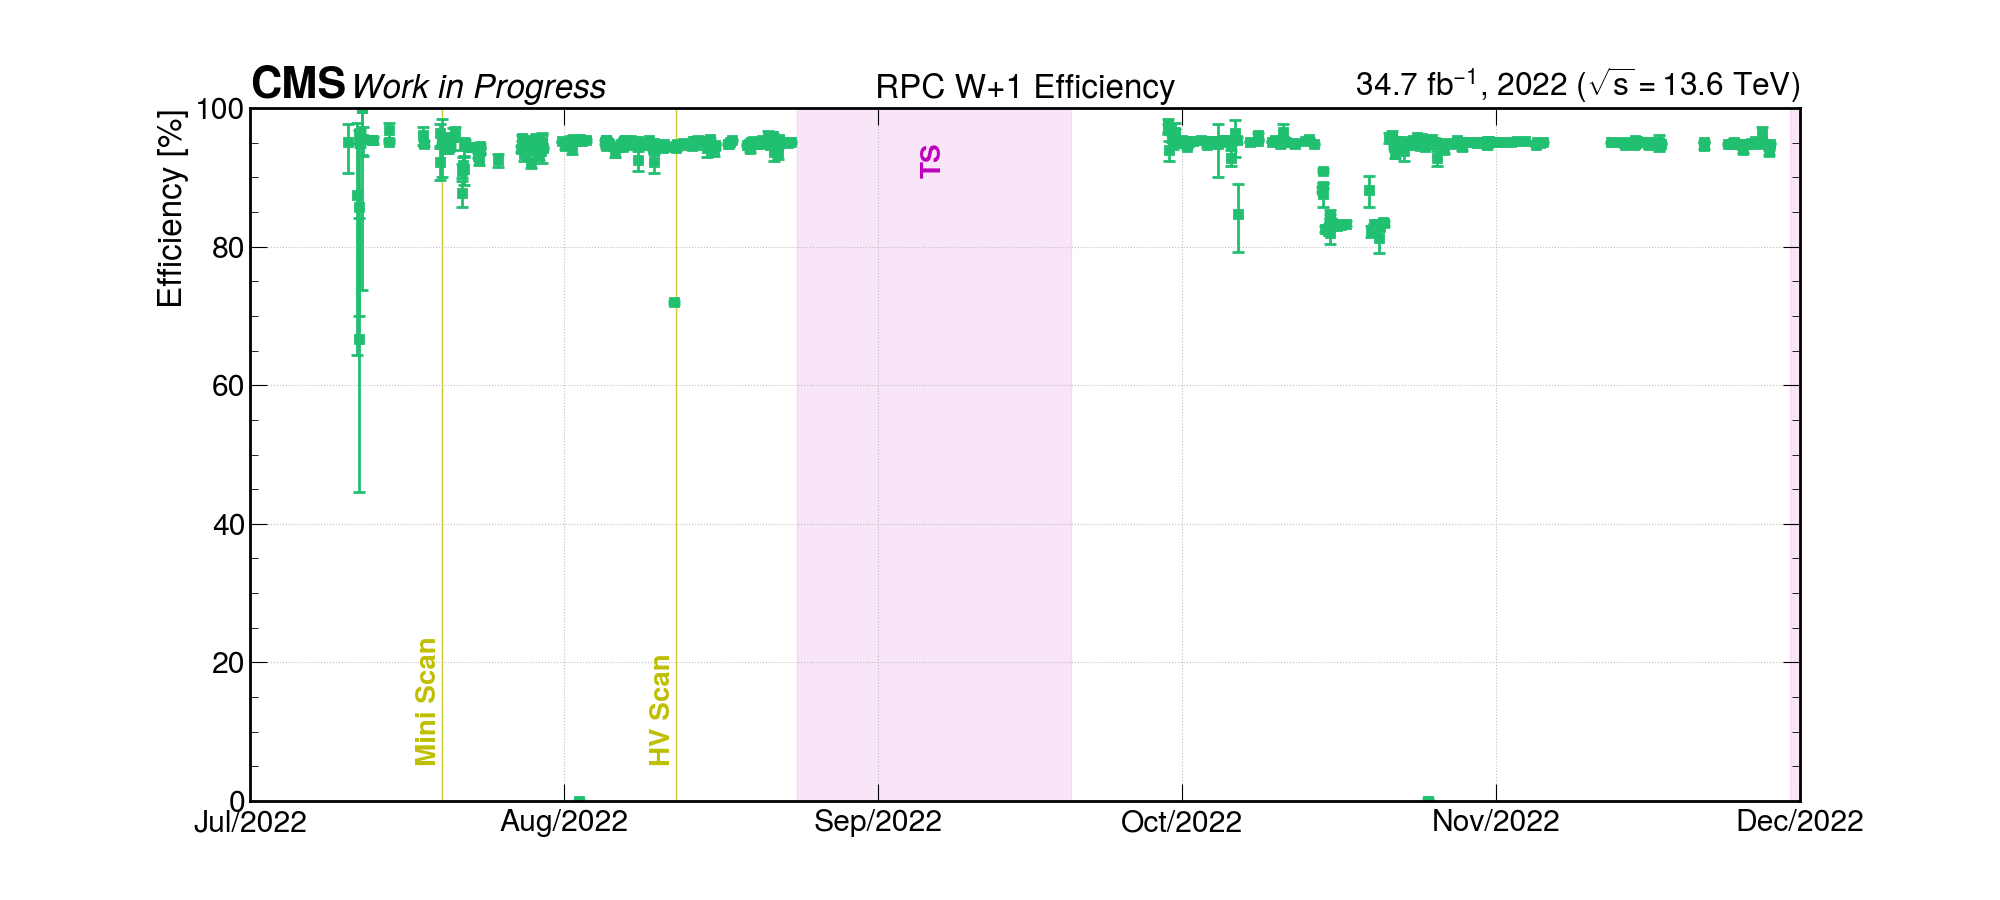 CMS Work in Progress RPC W+1 Efficiency 34.7 fb⁻¹, 2022 (√s = 13.6 TeV)
Efficiency [%]
100
80
60
40
20
0
TS
Mini Scan
HV Scan
Jul/2022 Aug/2022 Sep/2022 Oct/2022 Nov/2022 Dec/2022